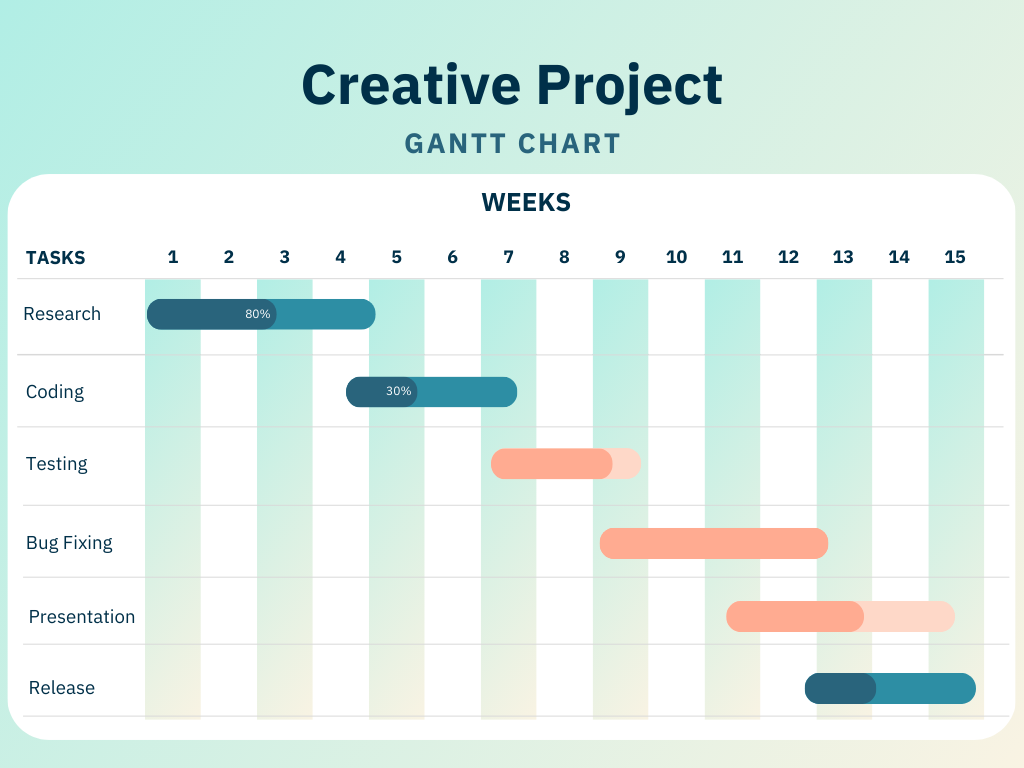 Creative Project
GANTT CHART
WEEKS
TASKS 1 2 3 4 5 6 7 8 9 10 11 12 13 14 15
Research 80%
Coding 30%
Testing
Bug Fixing
Presentation
Release